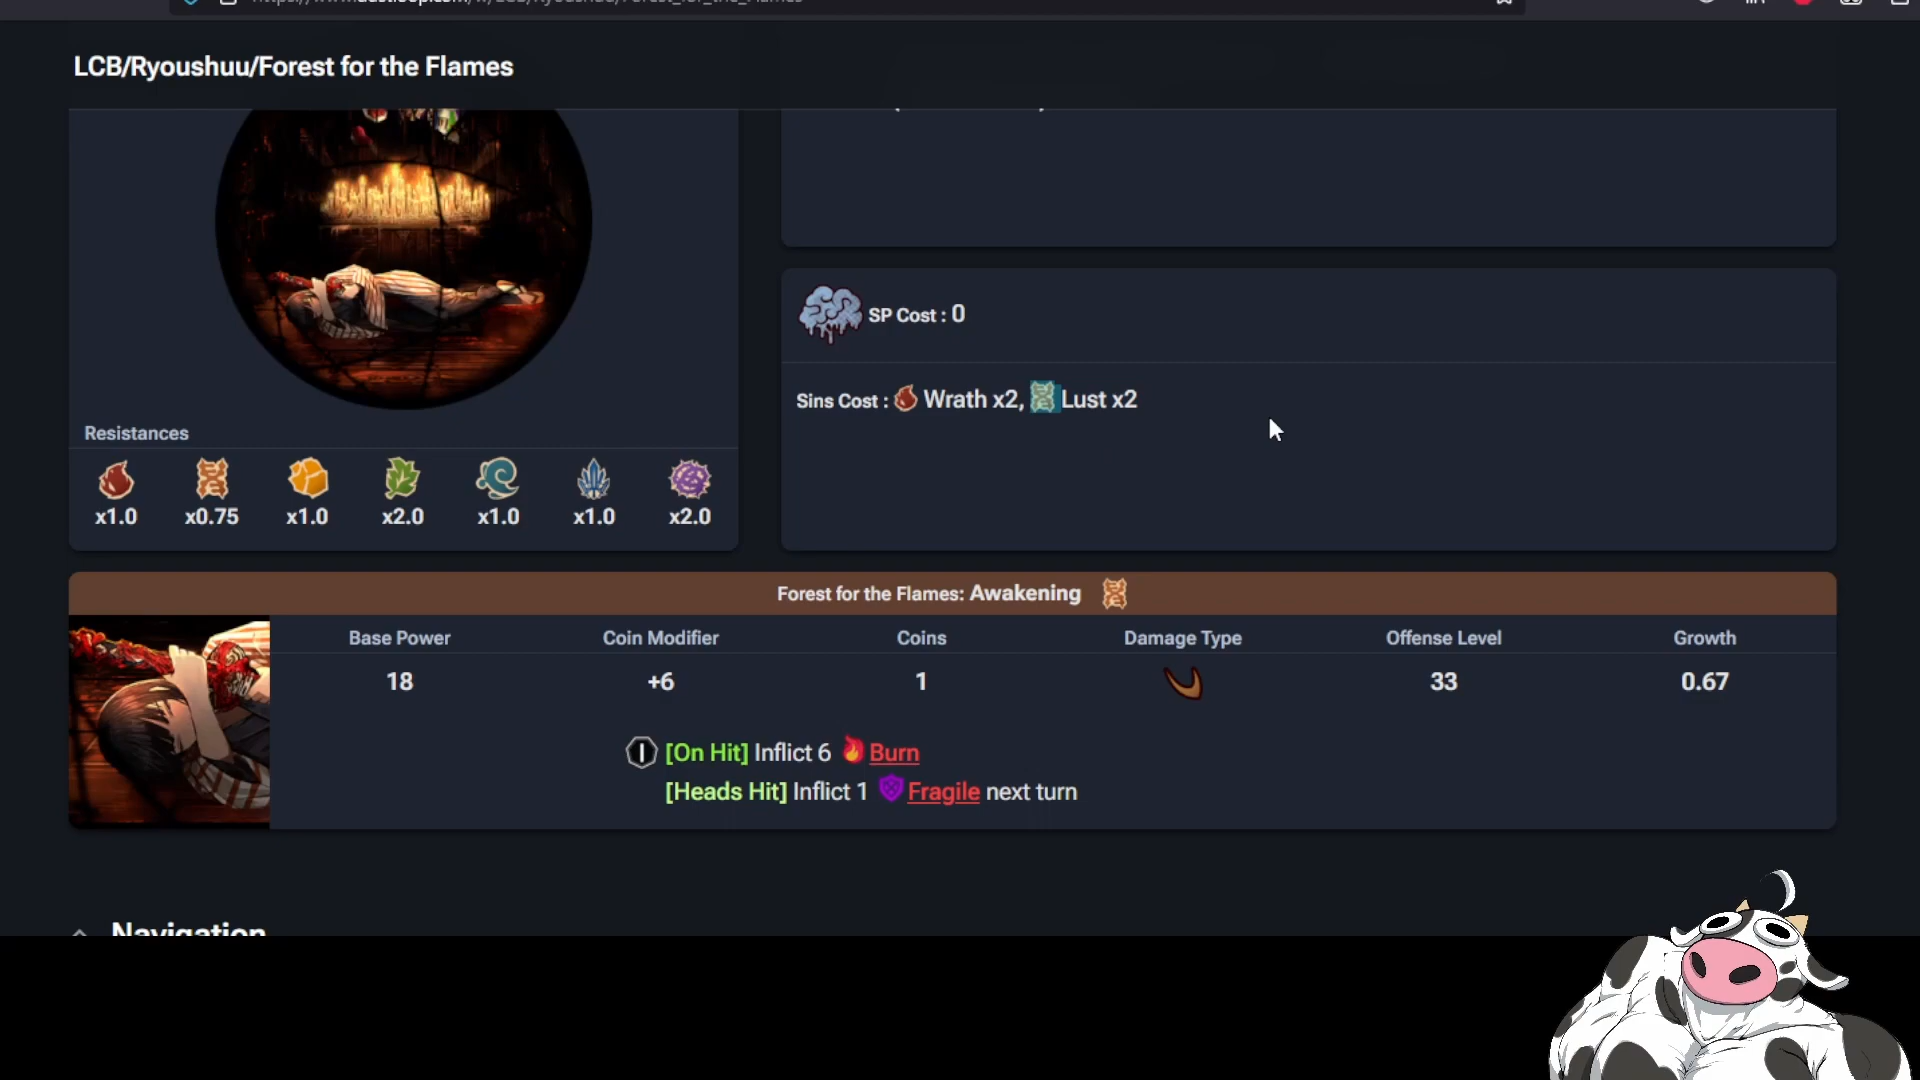 LCB/Ryoushuu/Forest for the Flames
SP Cost : 0
Sins Cost : Wrath x2, Lust x2
Resistances
x1.0 x0.75 x1.0 x2.0 x1.0 x1.0 x2.0
Forest for the Flames: Awakening
Base Power Coin Modifier Coins Damage Type Offense Level Growth
18 +6 1 33 0.67
I [On Hit] Inflict 6 Burn
[Heads Hit] Inflict 1 Fragile next turn
Navigation